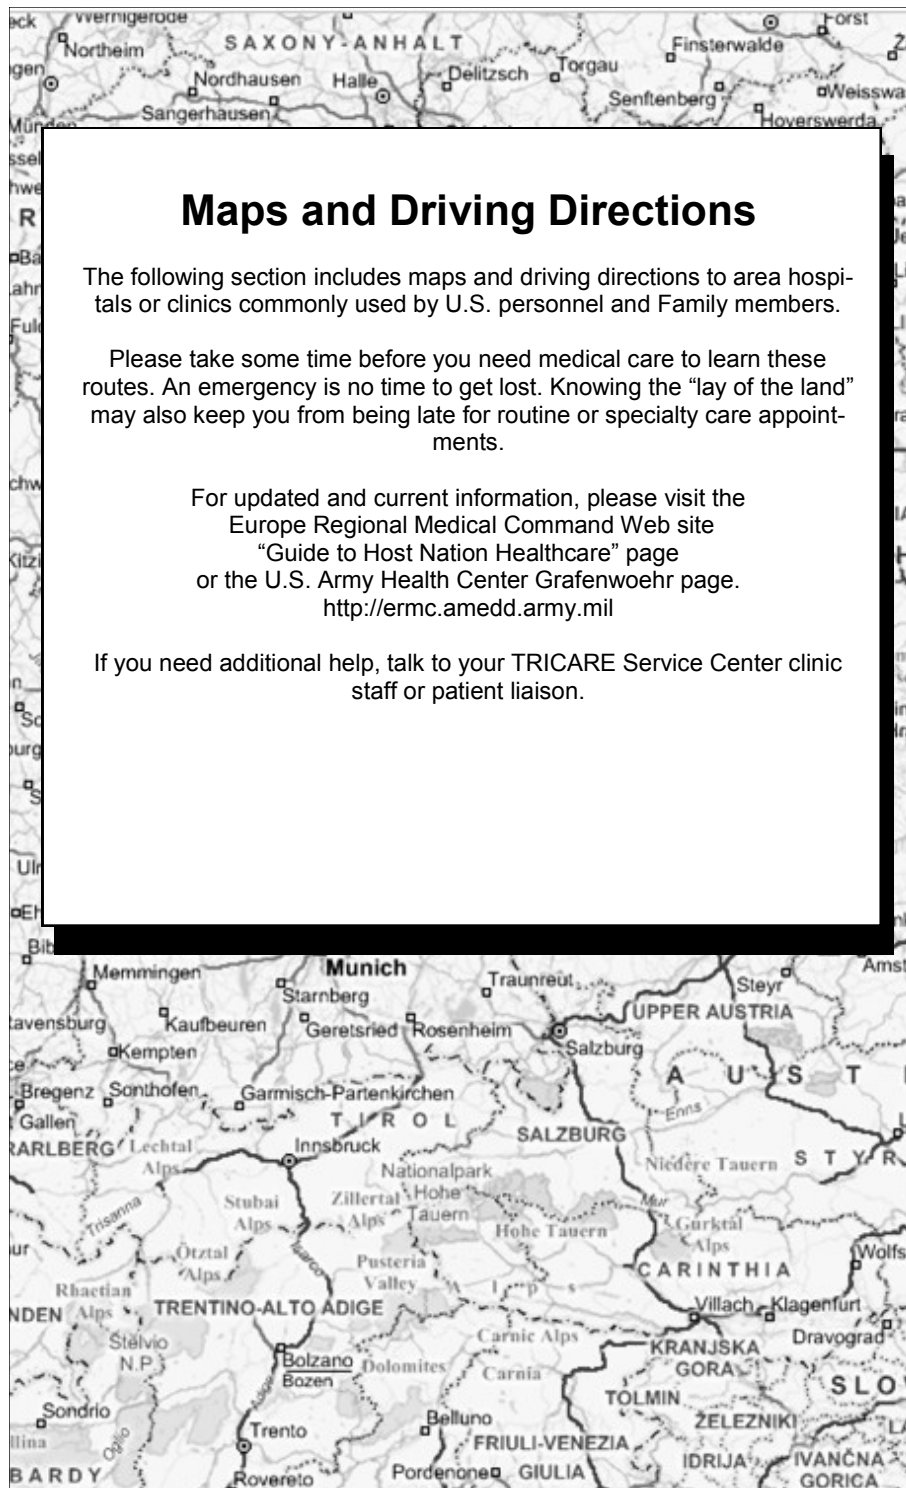 Wernigerode
Forst
Northeim
SAXONY-ANHALT
Finsterwalde
Nordhausen
Halle
Delitzsch
Torgau
Senftenberg
Sangerhausen
Hoyerswerda
Maps and Driving Directions
The following section includes maps and driving directions to area hospi-
tals or clinics commonly used by U.S. personnel and Family members.
Please take some time before you need medical care to learn these
routes. An emergency is no time to get lost. Knowing the “lay of the land”
may also keep you from being late for routine or specialty care appoint-
ments.
For updated and current information, please visit the
Europe Regional Medical Command Web site
“Guide to Host Nation Healthcare” page
or the U.S. Army Health Center Grafenwoehr page.
http://ermc.amedd.army.mil
If you need additional help, talk to your TRICARE Service Center clinic
staff or patient liaison.
Memmingen
Munich
Starnberg
Traunreut
Steyr
Kaufbeuren
Geretsried
Rosenheim
UPPER AUSTRIA
Kempten
Salzburg
Bregenz
Sonthofen
Garmisch-Partenkirchen
Gallen
TIROL
Enns
Lechtal
Alps
Innsbruck
SALZBURG
Nationalpark
Hohe
Tauern
Niedere Tauern
Trisanna
Stubai
Alps
Zillertal
Alps
Hohe Tauern
Mur
Gurktal
Alps
Ötztal
Alps
Isarco
Pusteria
Valley
Alps
CARINTHIA
Rhaetian
Alps
TRENTINO-ALTO ADIGE
Villach
Klagenfurt
Stelvio
N.P.
Carnic Alps
KRANJSKA
GORA
Dravograd
Bolzano
Bozen
Dolomites
Carnia
Adige
TOLMIN
Sondrio
Oglio
Trento
Belluno
ŽELEZNIKI
FRIULI-VENEZIA
GIULIA
IDRIJA
IVANČNA
GORICA
Rovereto
Pordenone